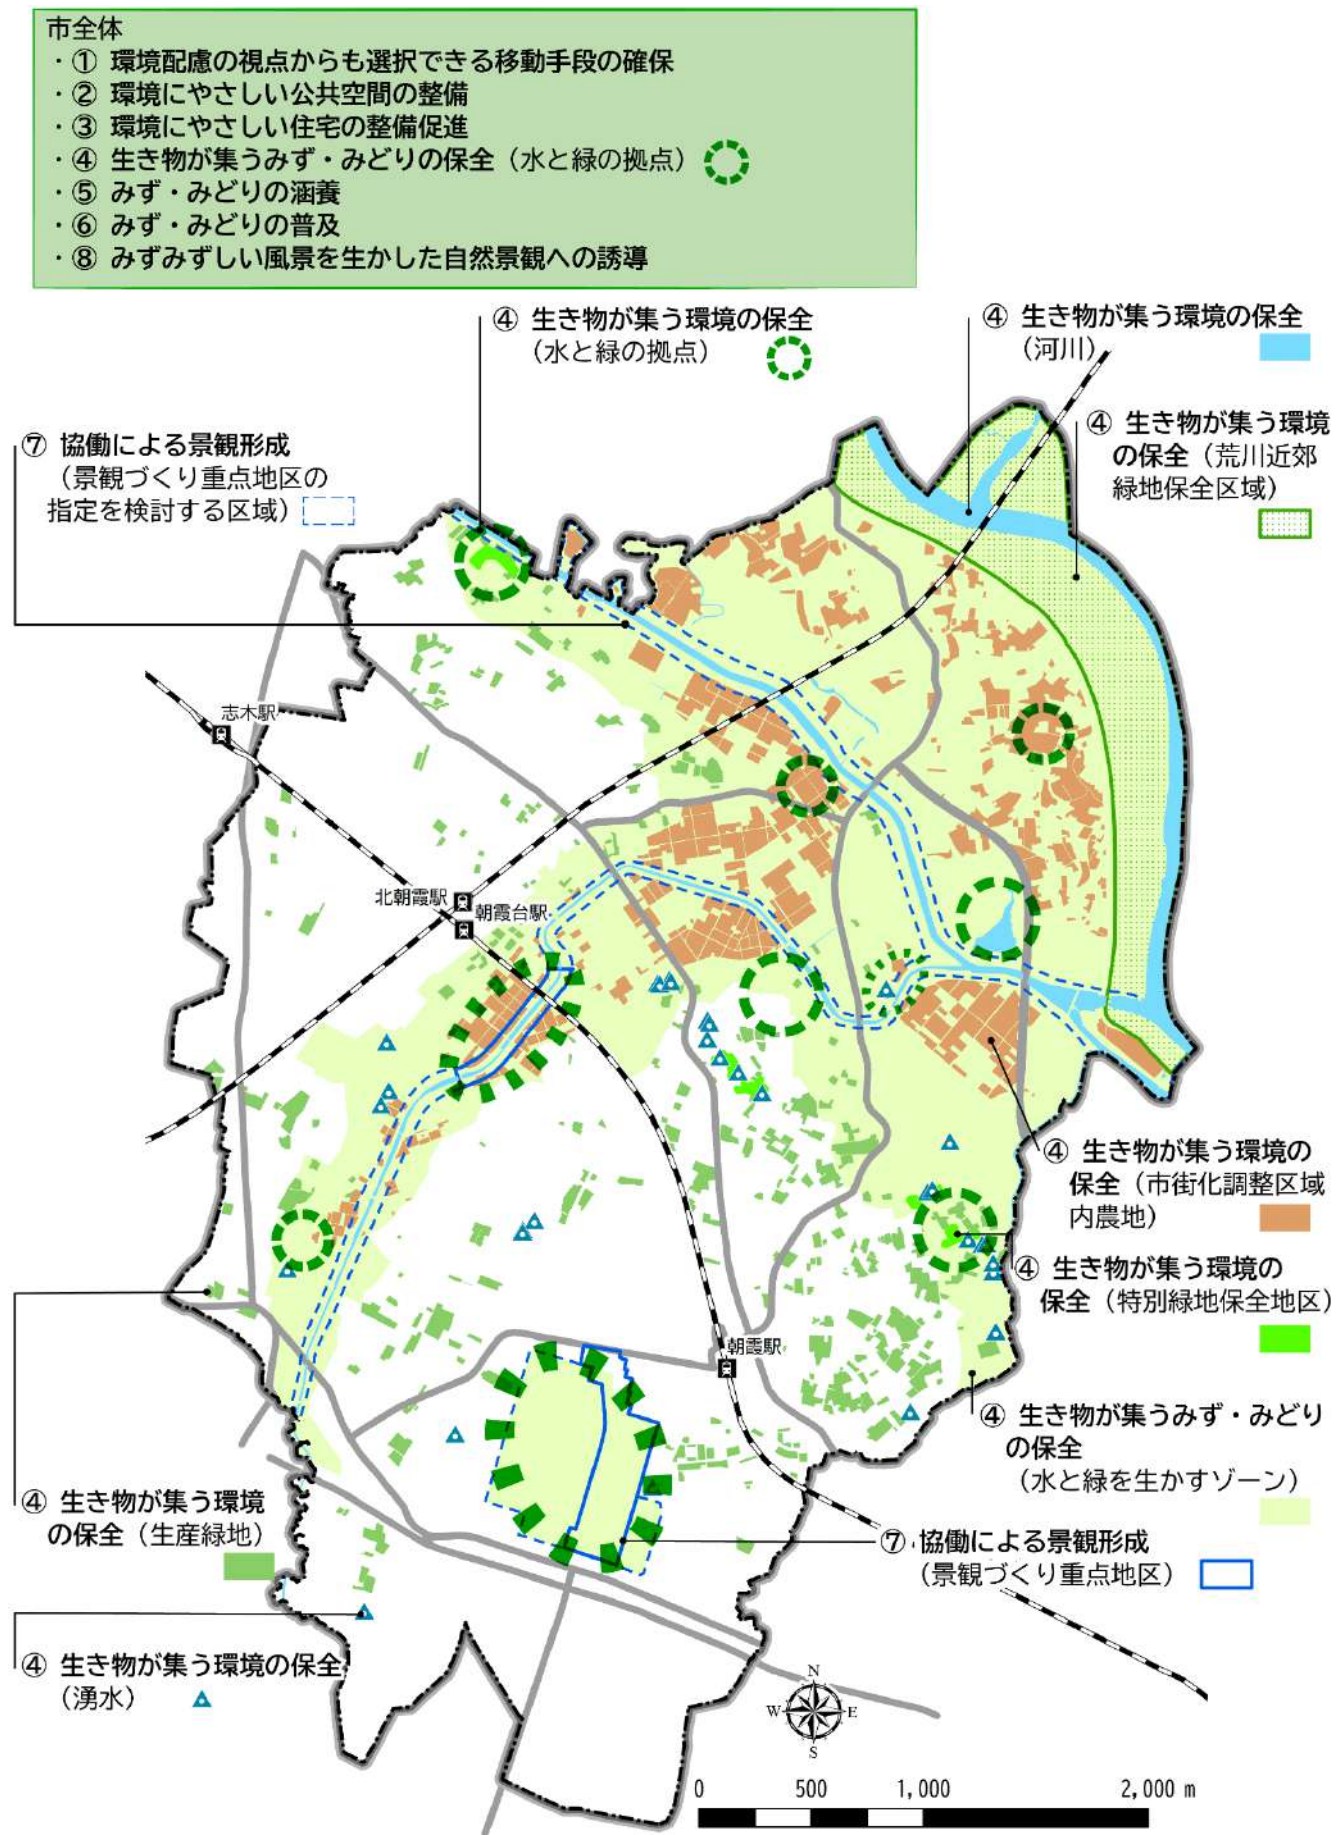 市全体
・① 環境配慮の視点からも選択できる移動手段の確保
・② 環境にやさしい公共空間の整備
・③ 環境にやさしい住宅の整備促進
・④ 生き物が集うみず・みどりの保全（水と緑の拠点）
・⑤ みず・みどりの涵養
・⑥ みず・みどりの普及
・⑧ みずみずしい風景を生かした自然景観への誘導
④ 生き物が集う環境の保全
（水と緑の拠点）
④ 生き物が集う環境の保全
（河川）
④ 生き物が集う環境
の保全（荒川近郊
緑地保全区域）
⑦ 協働による景観形成
（景観づくり重点地区の
指定を検討する区域）
志木駅
北朝霞駅
朝霞台駅
④ 生き物が集う環境の
保全（市街化調整区域
内農地）
④ 生き物が集う環境の
保全（特別緑地保全地区）
朝霞駅
④ 生き物が集うみず・みどり
の保全
（水と緑を生かすゾーン）
④ 生き物が集う環境
の保全（生産緑地）
⑦ 協働による景観形成
（景観づくり重点地区）
④ 生き物が集う環境の保全
（湧水）
N
W E
S
0 500 1,000 2,000 m